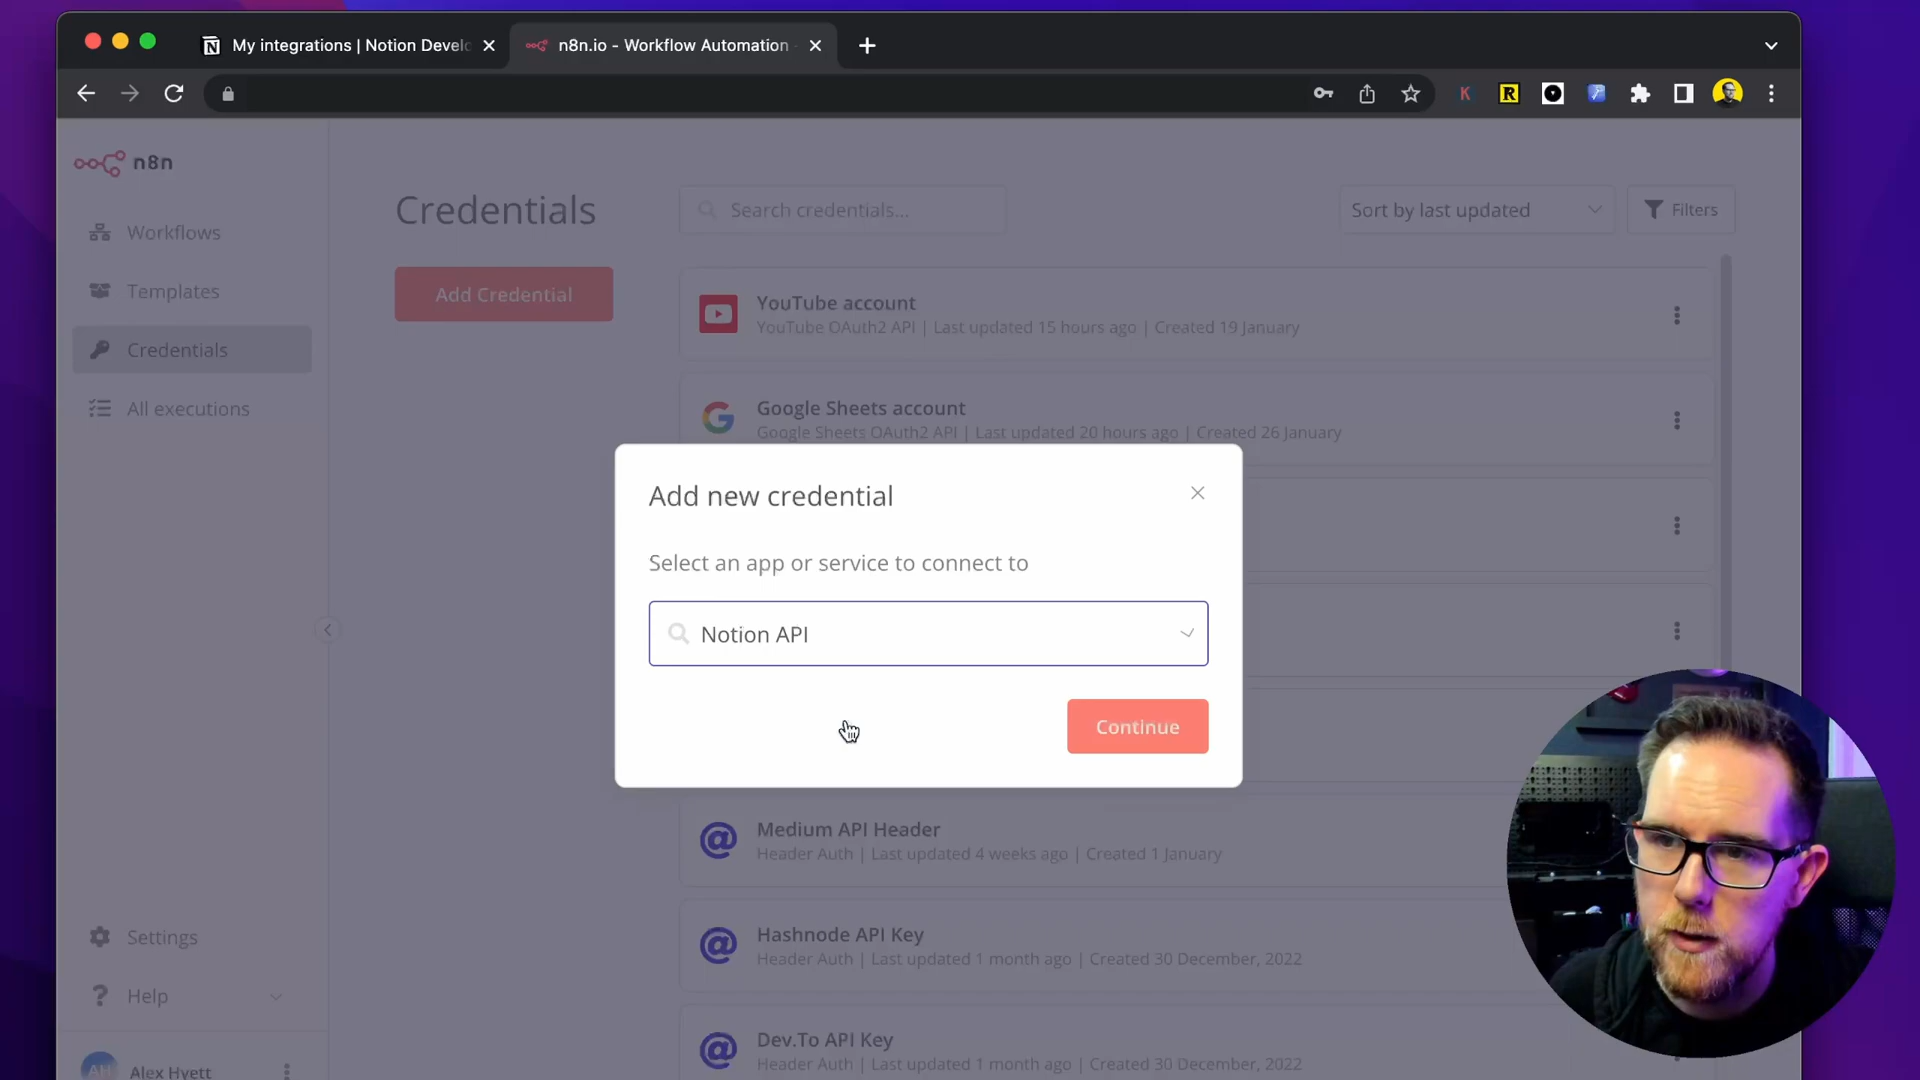 My integrations | Notion Develo
n8n.io - Workflow Automation
K
R
n8n
Workflows
Templates
Credentials
All executions
Settings
Help
AH
Alex Hyett
Credentials
Search credentials...
Sort by last updated
Filters
Add Credential
YouTube account
YouTube OAuth2 API | Last updated 15 hours ago | Created 19 January
Google Sheets account
Google Sheets OAuth2 API | Last updated 20 hours ago | Created 26 January
Add new credential
Select an app or service to connect to
Notion API
Continue
Medium API Header
Header Auth | Last updated 4 weeks ago | Created 1 January
Hashnode API Key
Header Auth | Last updated 1 month ago | Created 30 December, 2022
Dev.To API Key
Header Auth | Last updated 1 month ago | Created 30 December, 2022